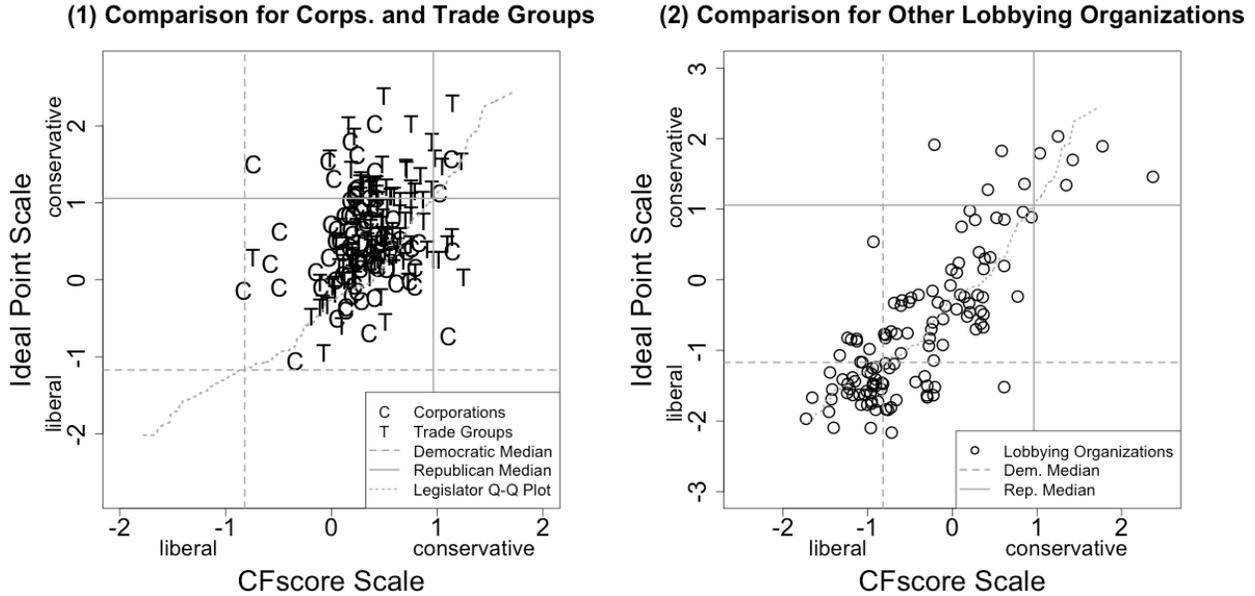 (1) Comparison for Corps. and Trade Groups
Ideal Point Scale
liberal
conservative
2
1
0
-1
-2
C Corporations
T Trade Groups
Democratic Median
Republican Median
Legislator Q-Q Plot
-2 -1 0 1 2
liberal conservative
CFscore Scale
(2) Comparison for Other Lobbying Organizations
Ideal Point Scale
liberal
conservative
3
2
1
0
-1
-2
-3
Lobbying Organizations
Dem. Median
Rep. Median
-2 -1 0 1 2
liberal conservative
CFscore Scale